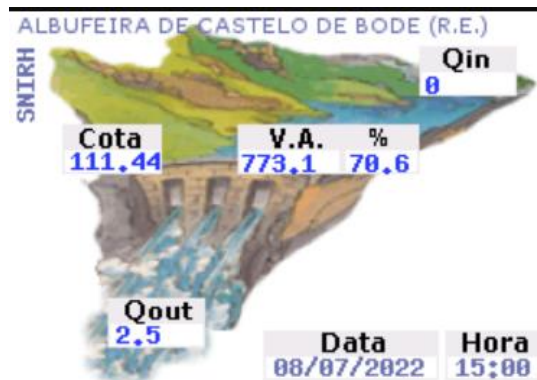 ALBUFEIRA DE CASTELO DE BODE (R.E.)
SNIRH
Qin
0
Cota
111.44
V.A. %
773.1 70.6
Qout
2.5
Data Hora
08/07/2022 15:00